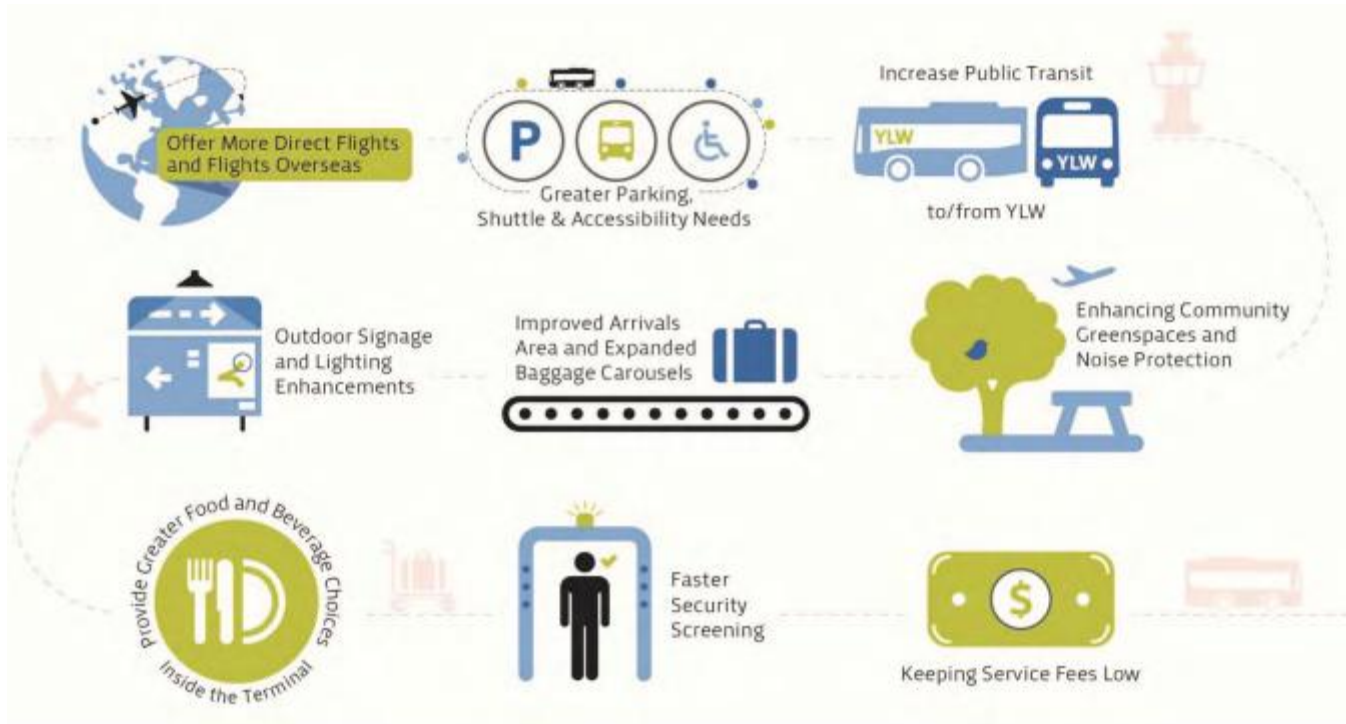 Offer More Direct Flights
and Flights Overseas
P
Greater Parking,
Shuttle & Accessibility Needs
Increase Public Transit
YLW
YLW
to/from YLW
Outdoor Signage
and Lighting
Enhancements
Improved Arrivals
Area and Expanded
Baggage Carousels
Enhancing Community
Greenspaces and
Noise Protection
Provide Greater Food and Beverage Choices
Inside the Terminal
Faster
Security
Screening
$
Keeping Service Fees Low